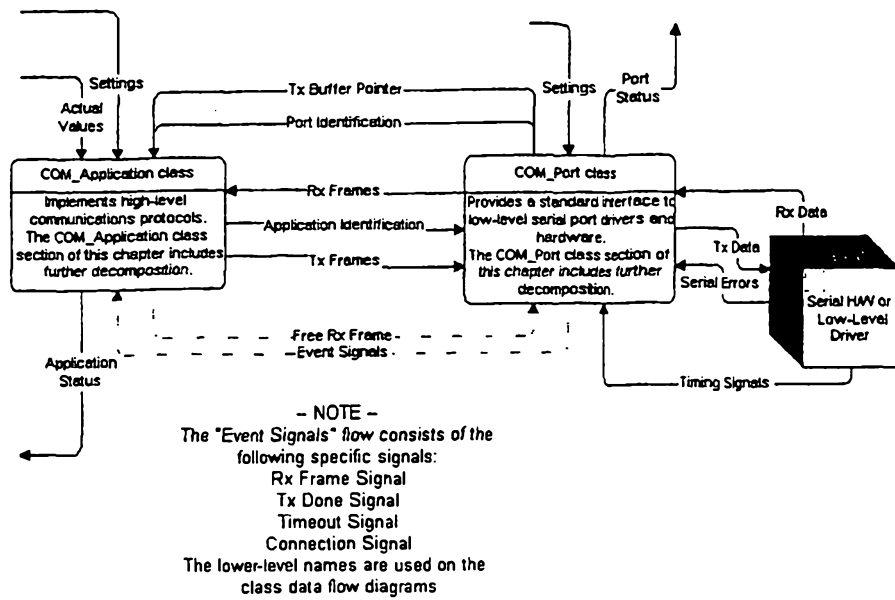 Settings
Actual
Values
Tx Buffer Pointer
Port Identification
Settings
Port
Status
COM_Application class
Implements high-level
communications protocols.
The COM_Application class
section of this chapter includes
further decomposition.
Rx Frames
Application Identification
Tx Frames
COM_Port class
Provides a standard interface to
low-level serial port drivers and
hardware.
The COM_Port class section of
this chapter includes further
decomposition.
Rx Data
Tx Data
Serial Errors
Serial H/W or
Low-Level
Driver
Free Rx Frame
Event Signals
Application
Status
Timing Signals
– NOTE –
The "Event Signals" flow consists of the
following specific signals:
Rx Frame Signal
Tx Done Signal
Timeout Signal
Connection Signal
The lower-level names are used on the
class data flow diagrams